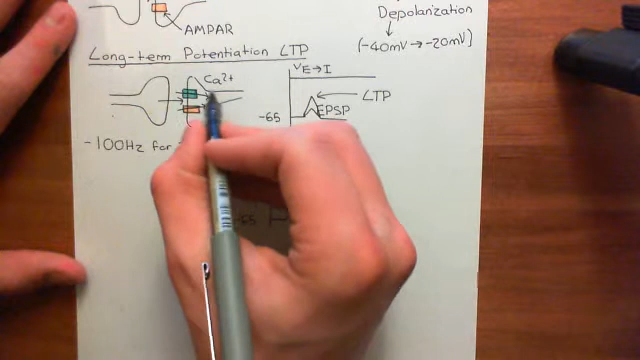 AMPAR
Depolarization
(-40mV → -20mV]
Long-term Potentiation LTP
Ca2+
VE→I
LTP
EPSP
-65
-100Hz for
-65